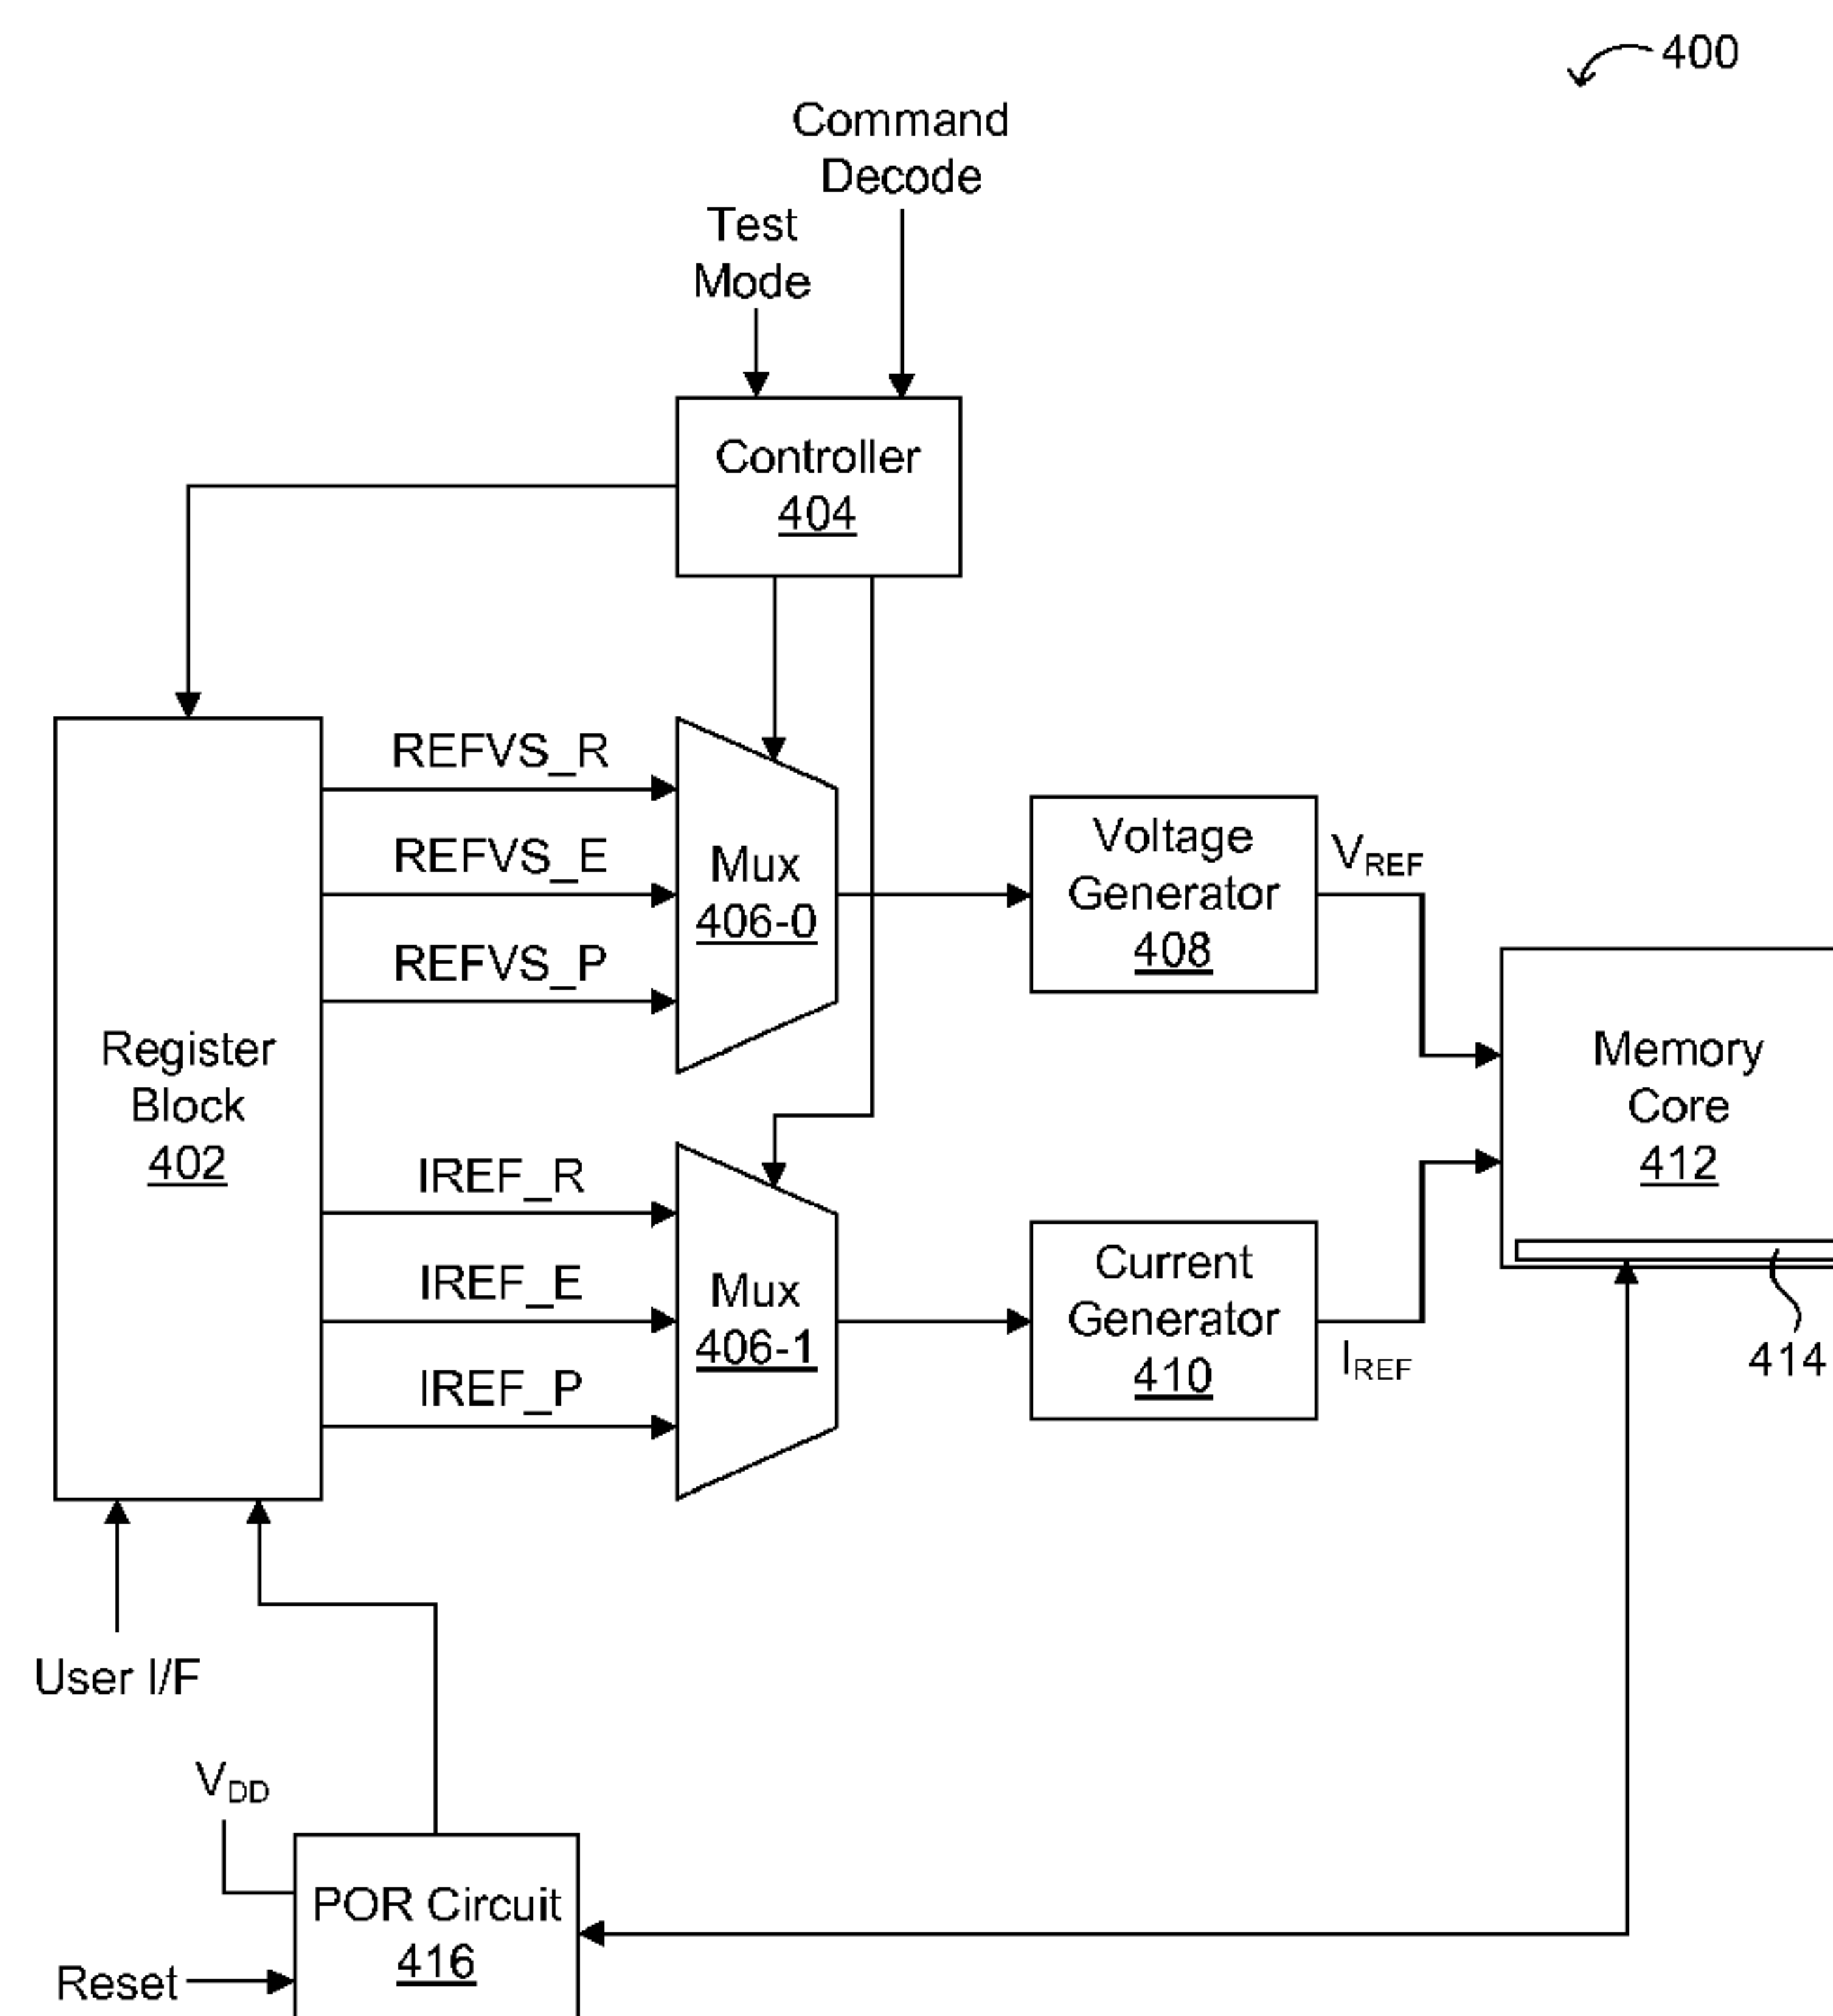 400
Command
Decode
Test
Mode
Controller
404
REFVS_R
REFVS_E
REFVS_P
Mux
406-0
Voltage
Generator
408
VREF
Register
Block
402
Memory
Core
412
IREF_R
IREF_E
IREF_P
Mux
406-1
Current
Generator
410
IREF
414
User I/F
VDD
POR Circuit
416
Reset